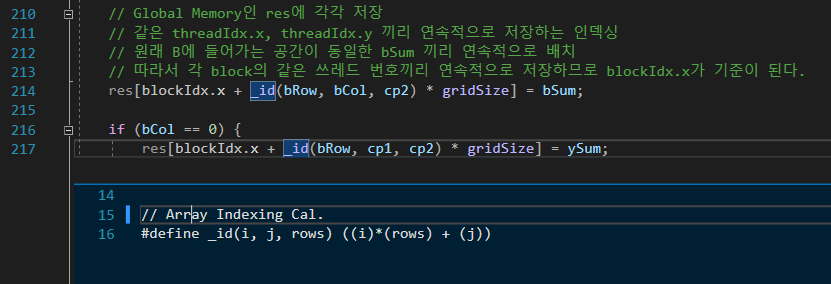 210 // Global Memory인 res에 각각 저장
211 // 같은 threadIdx.x, threadIdx.y 끼리 연속적으로 저장하는 인덱싱
212 // 원래 B에 들어가는 공간이 동일한 bSum 끼리 연속적으로 배치
213 // 따라서 각 block의 같은 쓰레드 번호끼리 연속적으로 저장하므로 blockIdx.x가 기준이 된다.
214 res[blockIdx.x + _id(bRow, bCol, cp2) * gridSize] = bSum;
215
216 if (bCol == 0) {
217 res[blockIdx.x + _id(bRow, cp1, cp2) * gridSize] = ySum;
14
15 // Array Indexing Cal.
16 #define _id(i, j, rows) ((i)*(rows) + (j))